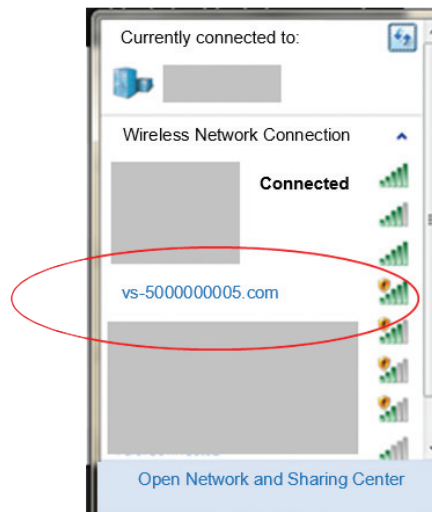 Currently connected to:
Wireless Network Connection
Connected
vs-5000000005.com
Open Network and Sharing Center